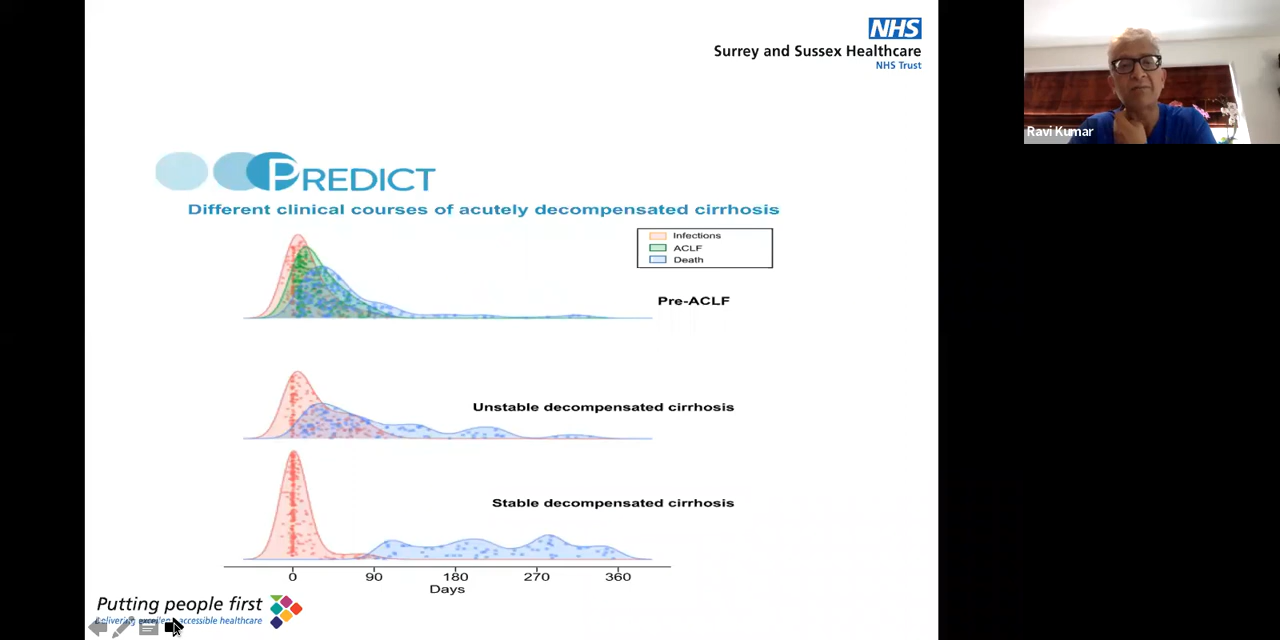 NHS
Surrey and Sussex Healthcare
NHS Trust
Ravi Kumar
PREDICT
Different clinical courses of acutely decompensated cirrhosis
Infections
ACLF
Death
Pre-ACLF
Unstable decompensated cirrhosis
Stable decompensated cirrhosis
0 90 180 270 360
Days
Putting people first
accessible healthcare